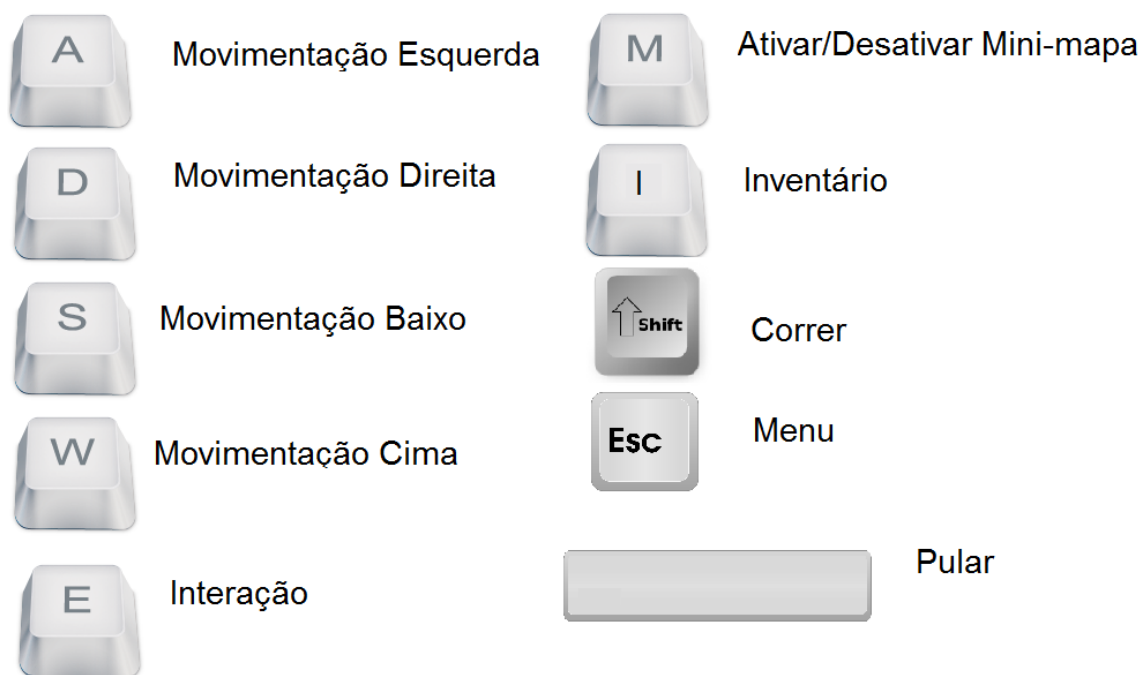 A
Movimentação Esquerda
D
Movimentação Direita
S
Movimentação Baixo
W
Movimentação Cima
E
Interação
M
Ativar/Desativar Mini-mapa
I
Inventário
Shift
Correr
Esc
Menu
Pular